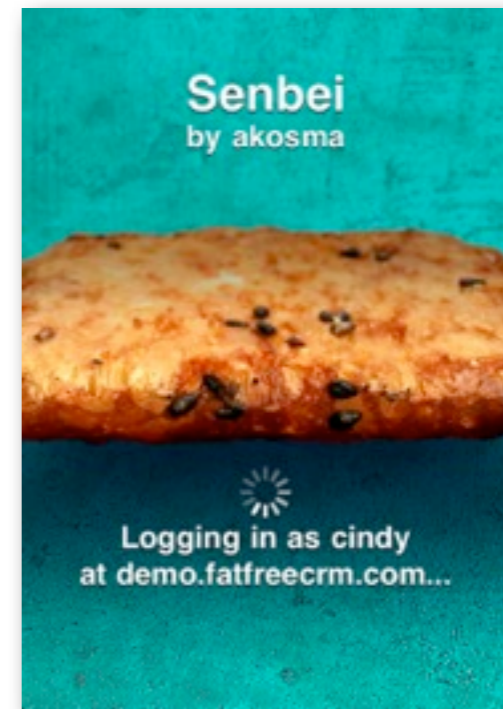 Senbei
by akosma
Logging in as cindy
at demo.fatfreecrm.com...